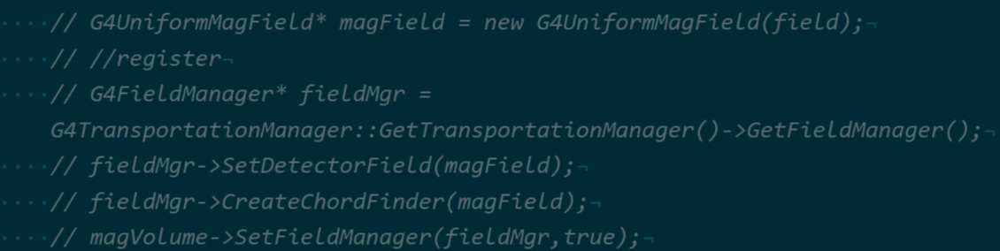 // G4UniformMagField* magField = new G4UniformMagField(field);
// //register
// G4FieldManager* fieldMgr =
G4TransportationManager::GetTransportationManager()->GetFieldManager();
// fieldMgr->SetDetectorField(magField);
// fieldMgr->CreateChordFinder(magField);
// magVolume->SetFieldManager(fieldMgr,true);